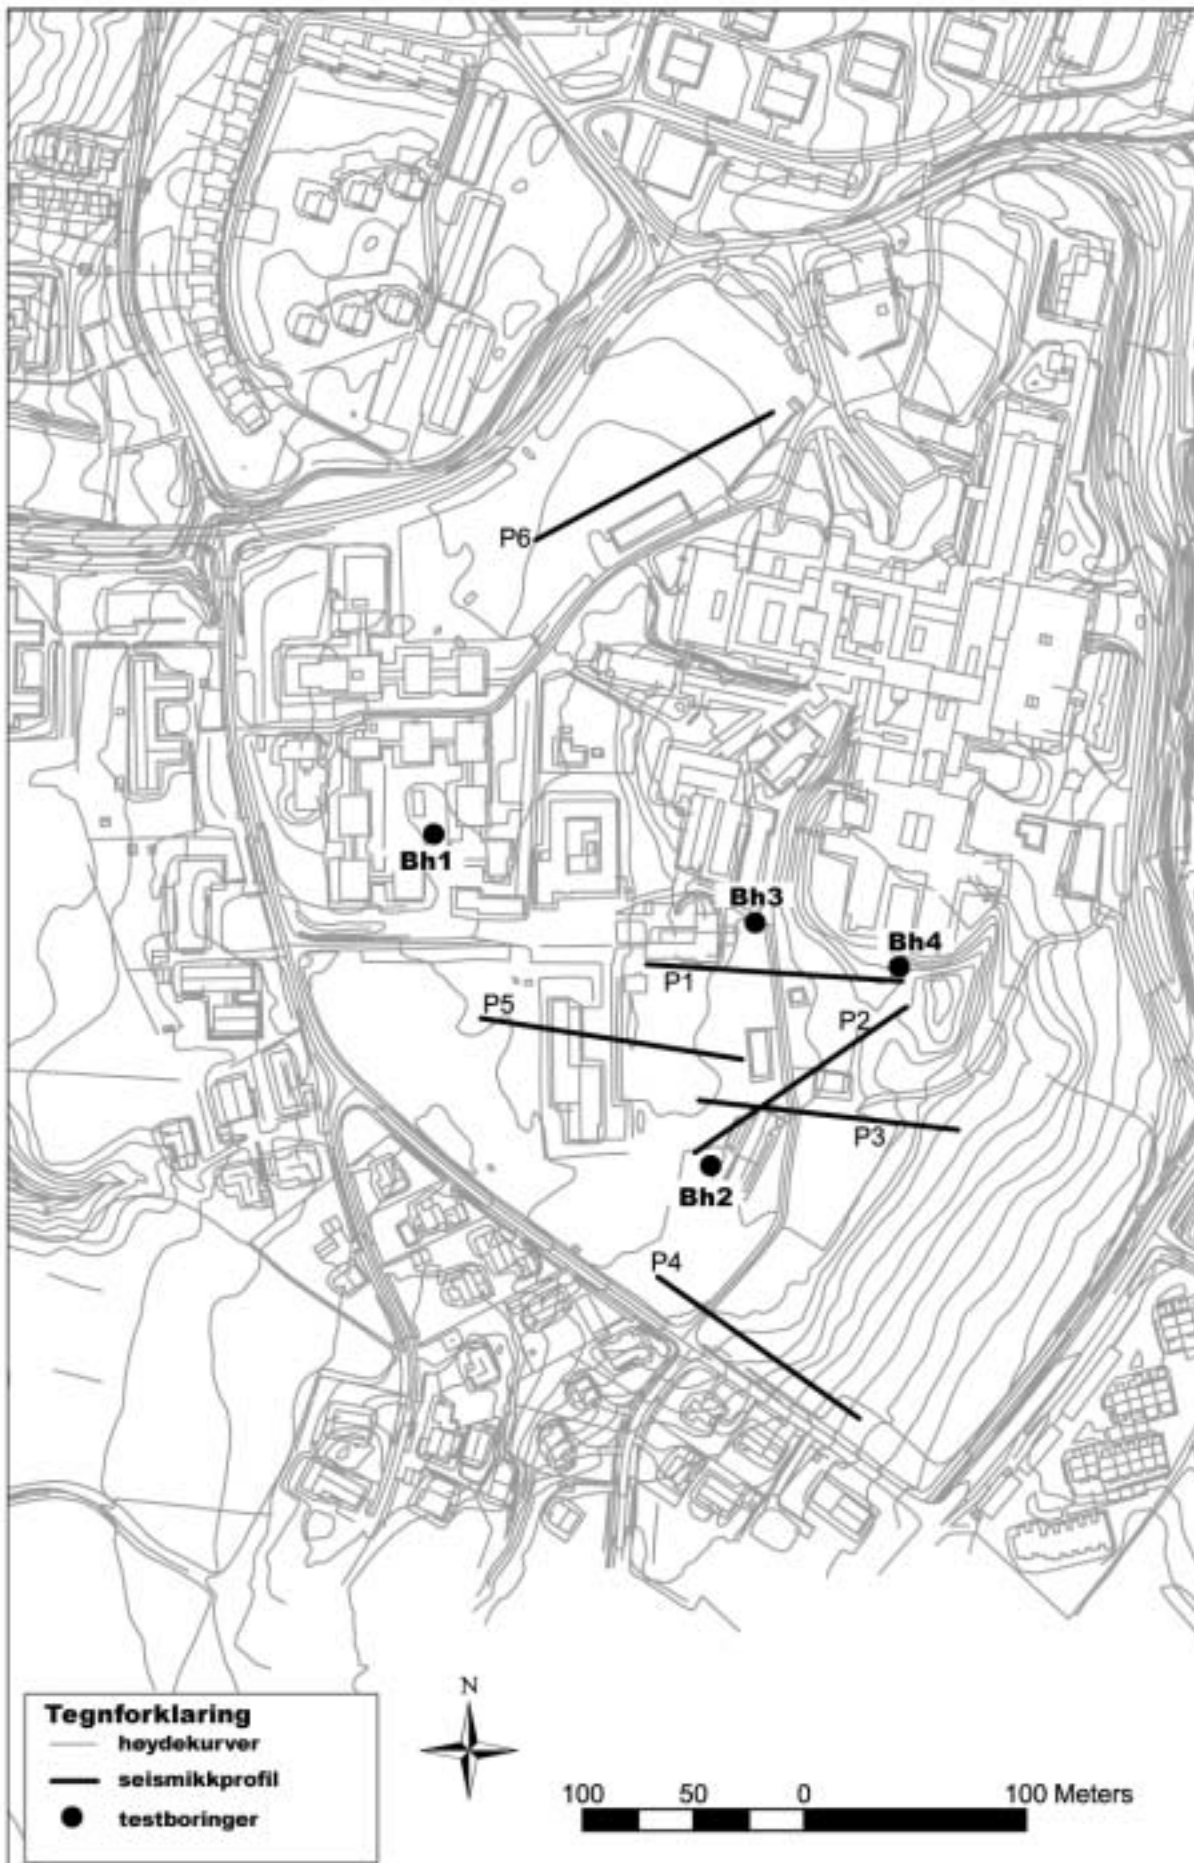 P6
Bh1
Bh3
Bh4
P1
P5
P2
P3
Bh2
P4
N
Tegnforklaring
høydekurver
seismikkprofil
testboringer
100 50 0 100 Meters